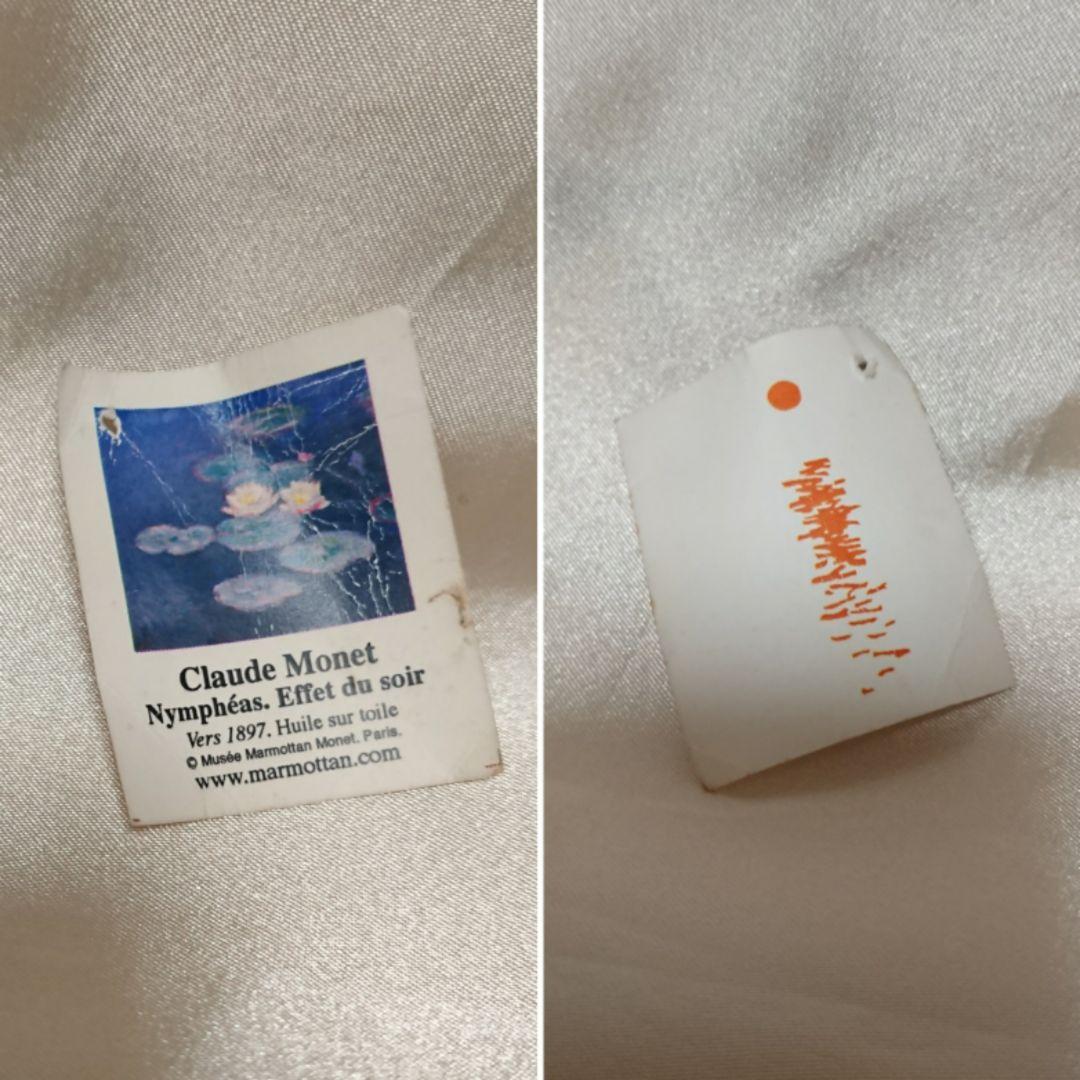 Claude Monet
Nymphéas. Effet du soir
Vers 1897. Huile sur toile
© Musée Marmottan Monet. Paris.
www.marmottan.com